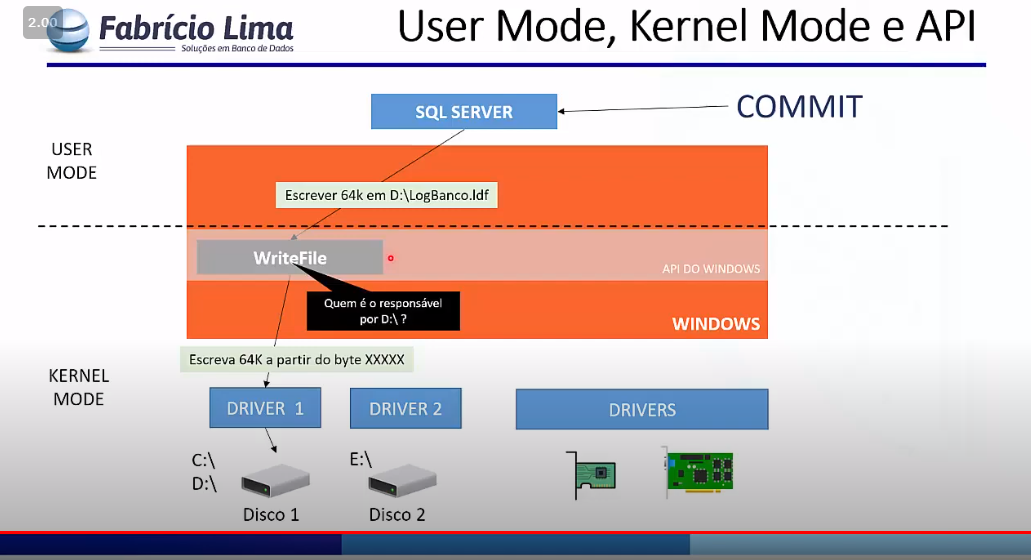 2.00
Fabrício Lima
Soluções em Banco de Dados
User Mode, Kernel Mode e API
SQL SERVER
COMMIT
USER
MODE
Escrever 64k em D:\LogBanco.ldf
WriteFile
API DO WINDOWS
Quem é o responsável
por D:\ ?
WINDOWS
Escreva 64K a partir do byte XXXXX
KERNEL
MODE
DRIVER 1
DRIVER 2
DRIVERS
C:\
D:\
E:\
Disco 1
Disco 2